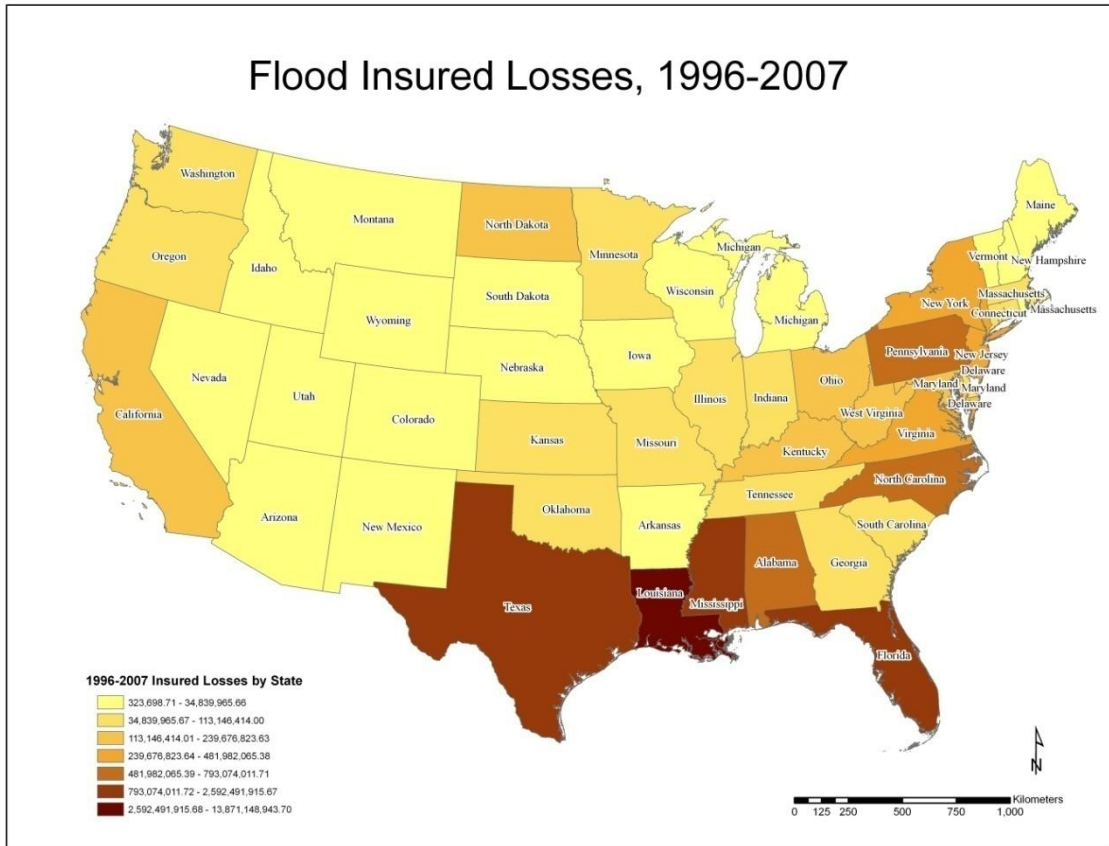 Flood Insured Losses, 1996-2007
Washington
Montana
North Dakota
Minnesota
Michigan
Maine
Oregon
Idaho
Vermont
New Hampshire
South Dakota
Wisconsin
Michigan
Massachusetts
New York
Massachusetts
Connecticut
Wyoming
Iowa
Pennsylvania
New Jersey
Nebraska
Delaware
Nevada
Utah
Ohio
Maryland
Maryland
Illinois
Indiana
Delaware
California
Colorado
West Virginia
Kansas
Missouri
Virginia
Kentucky
North Carolina
Tennessee
Arizona
New Mexico
Oklahoma
Arkansas
South Carolina
Alabama
Georgia
Louisiana
Mississippi
Texas
Florida
1996-2007 Insured Losses by State
323,698.71 - 34,839,965.66
34,839,965.67 - 113,146,414.00
113,146,414.01 - 239,676,823.63
239,676,823.64 - 481,982,065.38
481,982,065.39 - 793,074,011.71
793,074,011.72 - 2,592,491,915.67
2,592,491,915.68 - 13,871,148,943.70
N
Kilometers
0 125 250 500 750 1,000